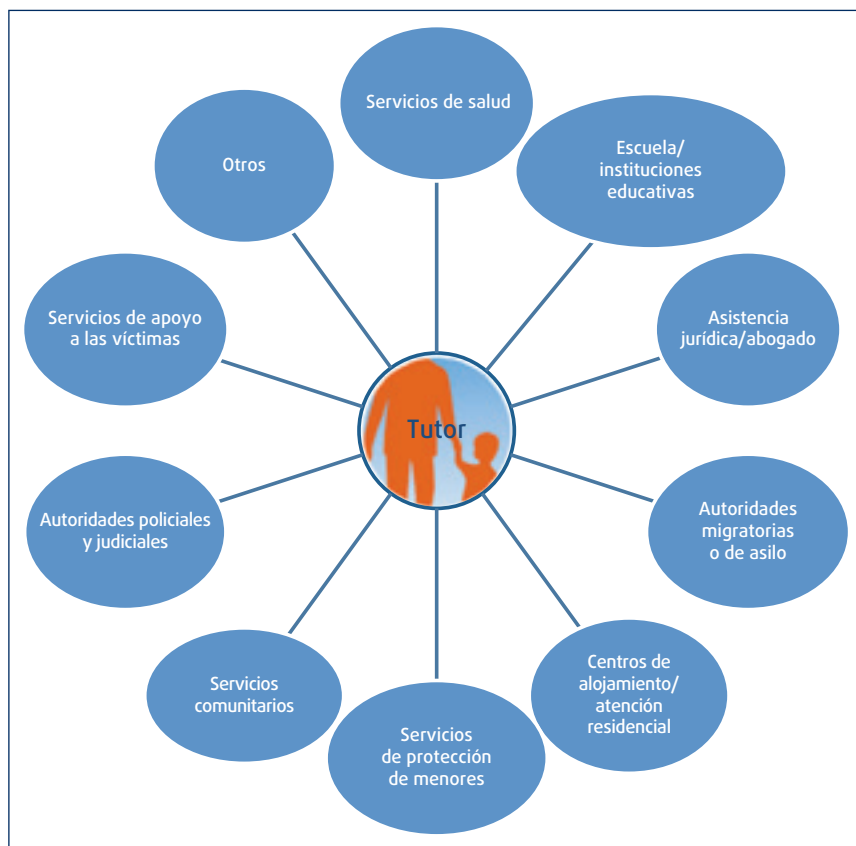 Servicios de salud
Escuela/
instituciones
educativas
Otros
Asistencia
jurídica/abogado
Servicios de apoyo
a las víctimas
Tutor
Autoridades
migratorias
o de asilo
Autoridades policiales
y judiciales
Centros de
alojamiento/
atención
residencial
Servicios
comunitarios
Servicios
de protección
de menores